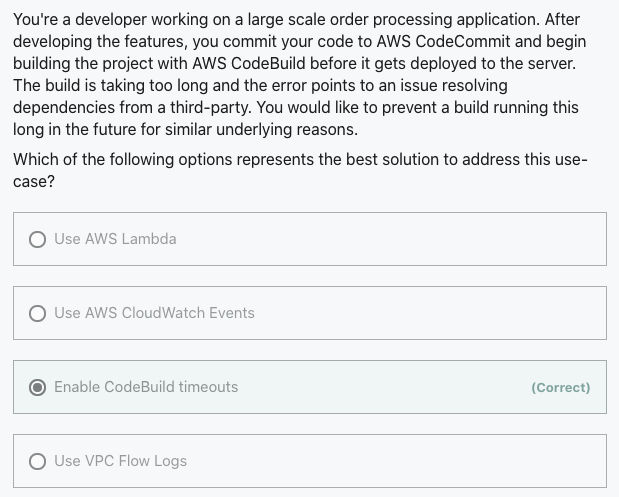 You're a developer working on a large scale order processing application. After
developing the features, you commit your code to AWS CodeCommit and begin
building the project with AWS CodeBuild before it gets deployed to the server.
The build is taking too long and the error points to an issue resolving
dependencies from a third-party. You would like to prevent a build running this
long in the future for similar underlying reasons.
Which of the following options represents the best solution to address this use-
case?
Use AWS Lambda
Use AWS CloudWatch Events
Enable CodeBuild timeouts (Correct)
Use VPC Flow Logs